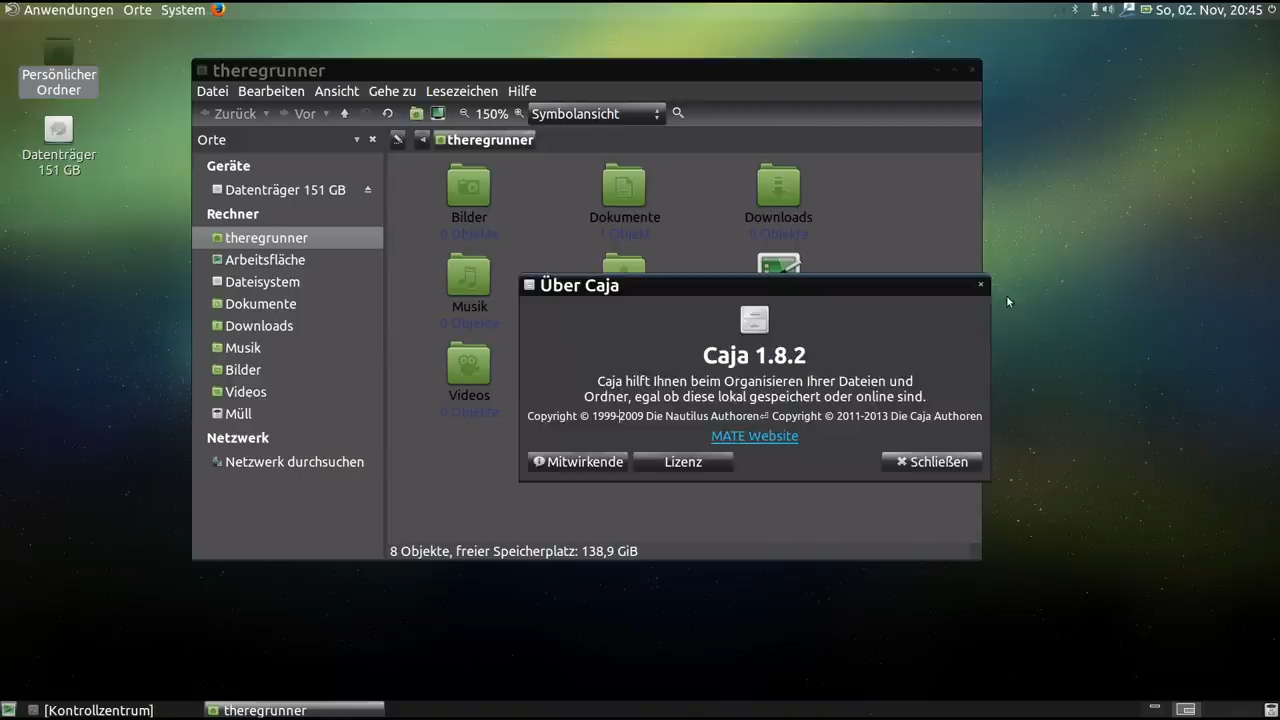 Anwendungen Orte System So, 02. Nov, 20:45
Persönlicher
Ordner
Datenträger
151 GB
theregrunner
Datei Bearbeiten Ansicht Gehe zu Lesezeichen Hilfe
Zurück Vor 150% Symbolansicht
Orte
theregrunner
Geräte
Datenträger 151 GB
Rechner
theregrunner
Arbeitsfläche
Dateisystem
Dokumente
Downloads
Musik
Bilder
Videos
Müll
Netzwerk
Netzwerk durchsuchen
Bilder
0 Objekte
Dokumente
1 Objekt
Downloads
9 Objekte
Musik
0 Objekte
Videos
0 Objekte
Über Caja
Caja 1.8.2
Caja hilft Ihnen beim Organisieren Ihrer Dateien und
Ordner, egal ob diese lokal gespeichert oder online sind.
Copyright © 1999-2009 Die Nautilus Authoren⏎ Copyright © 2011-2013 Die Caja Authoren
MATE Website
Mitwirkende Lizenz Schließen
8 Objekte, freier Speicherplatz: 138,9 GiB
[Kontrollzentrum] theregrunner